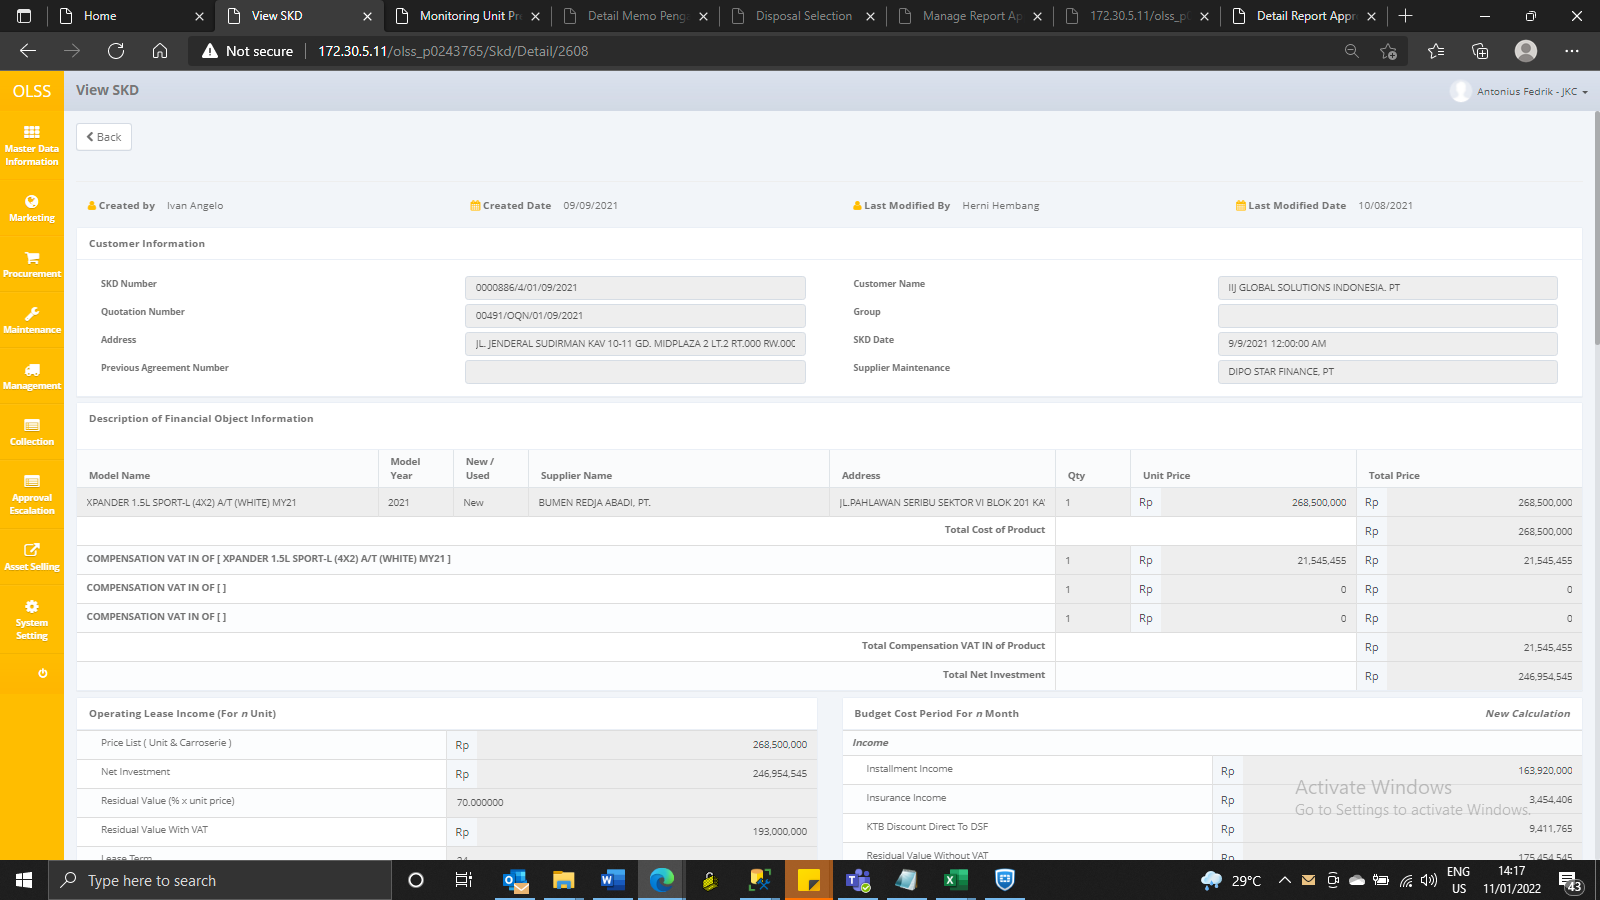 Home
View SKD
Monitoring Unit Pr
Detail Memo Penga
Disposal Selection
Manage Report Ap
172.30.5.11/olss_p0
Detail Report Appr
Not secure
172.30.5.11/olss_p0243765/Skd/Detail/2608
OLSS
View SKD
Antonius Fedrik - JKC
Back
Master Data
Information
Marketing
Procurement
Maintenance
Management
Collection
Approval
Escalation
Asset Selling
System
Setting
Created by Ivan Angelo
Created Date 09/09/2021
Last Modified By Herni Hembang
Last Modified Date 10/08/2021
Customer Information
SKD Number 0000886/4/01/09/2021
Customer Name IIJ GLOBAL SOLUTIONS INDONESIA. PT
Quotation Number 00491/OQN/01/09/2021
Group
Address JL. JENDERAL SUDIRMAN KAV 10-11 GD. MIDPLAZA 2 LT.2 RT.000 RW.000
SKD Date 9/9/2021 12:00:00 AM
Previous Agreement Number
Supplier Maintenance DIPO STAR FINANCE, PT
Description of Financial Object Information
Model Name Model Year New / Used Supplier Name Address Qty Unit Price Total Price
XPANDER 1.5L SPORT-L (4X2) A/T (WHITE) MY21 2021 New BUMEN REDJA ABADI, PT. JL.PAHLAWAN SERIBU SEKTOR VI BLOK 201 KA 1 Rp 268,500,000 Rp 268,500,000
Total Cost of Product Rp 268,500,000
COMPENSATION VAT IN OF [ XPANDER 1.5L SPORT-L (4X2) A/T (WHITE) MY21 ] 1 Rp 21,545,455 Rp 21,545,455
COMPENSATION VAT IN OF [ ] 1 Rp 0 Rp 0
COMPENSATION VAT IN OF [ ] 1 Rp 0 Rp 0
Total Compensation VAT IN of Product Rp 21,545,455
Total Net Investment Rp 246,954,545
Operating Lease Income (For n Unit)
Price List ( Unit & Carroserie ) Rp 268,500,000
Net Investment Rp 246,954,545
Residual Value (% x unit price) 70.000000
Residual Value With VAT Rp 193,000,000
Lease Term 24
Budget Cost Period For n Month New Calculation
Income
Installment Income Rp 163,920,000
Insurance Income Rp 3,454,406
KTB Discount Direct To DSF Rp 9,411,765
Residual Value Without VAT Rp 175,454,545
Activate Windows
Go to Settings to activate Windows.
Type here to search
29°C
ENG
US
14:17
11/01/2022
43